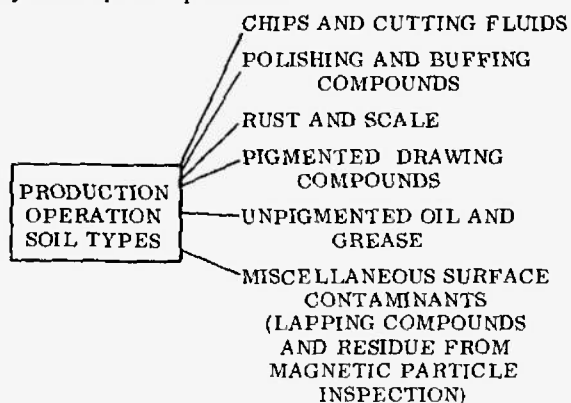 CHIPS AND CUTTING FLUIDS
POLISHING AND BUFFING
COMPOUNDS
RUST AND SCALE
PIGMENTED DRAWING
COMPOUNDS
PRODUCTION
OPERATION
SOIL TYPES
UNPIGMENTED OIL AND
GREASE
MISCELLANEOUS SURFACE
CONTAMINANTS
(LAPPING COMPOUNDS
AND RESIDUE FROM
MAGNETIC PARTICLE
INSPECTION)